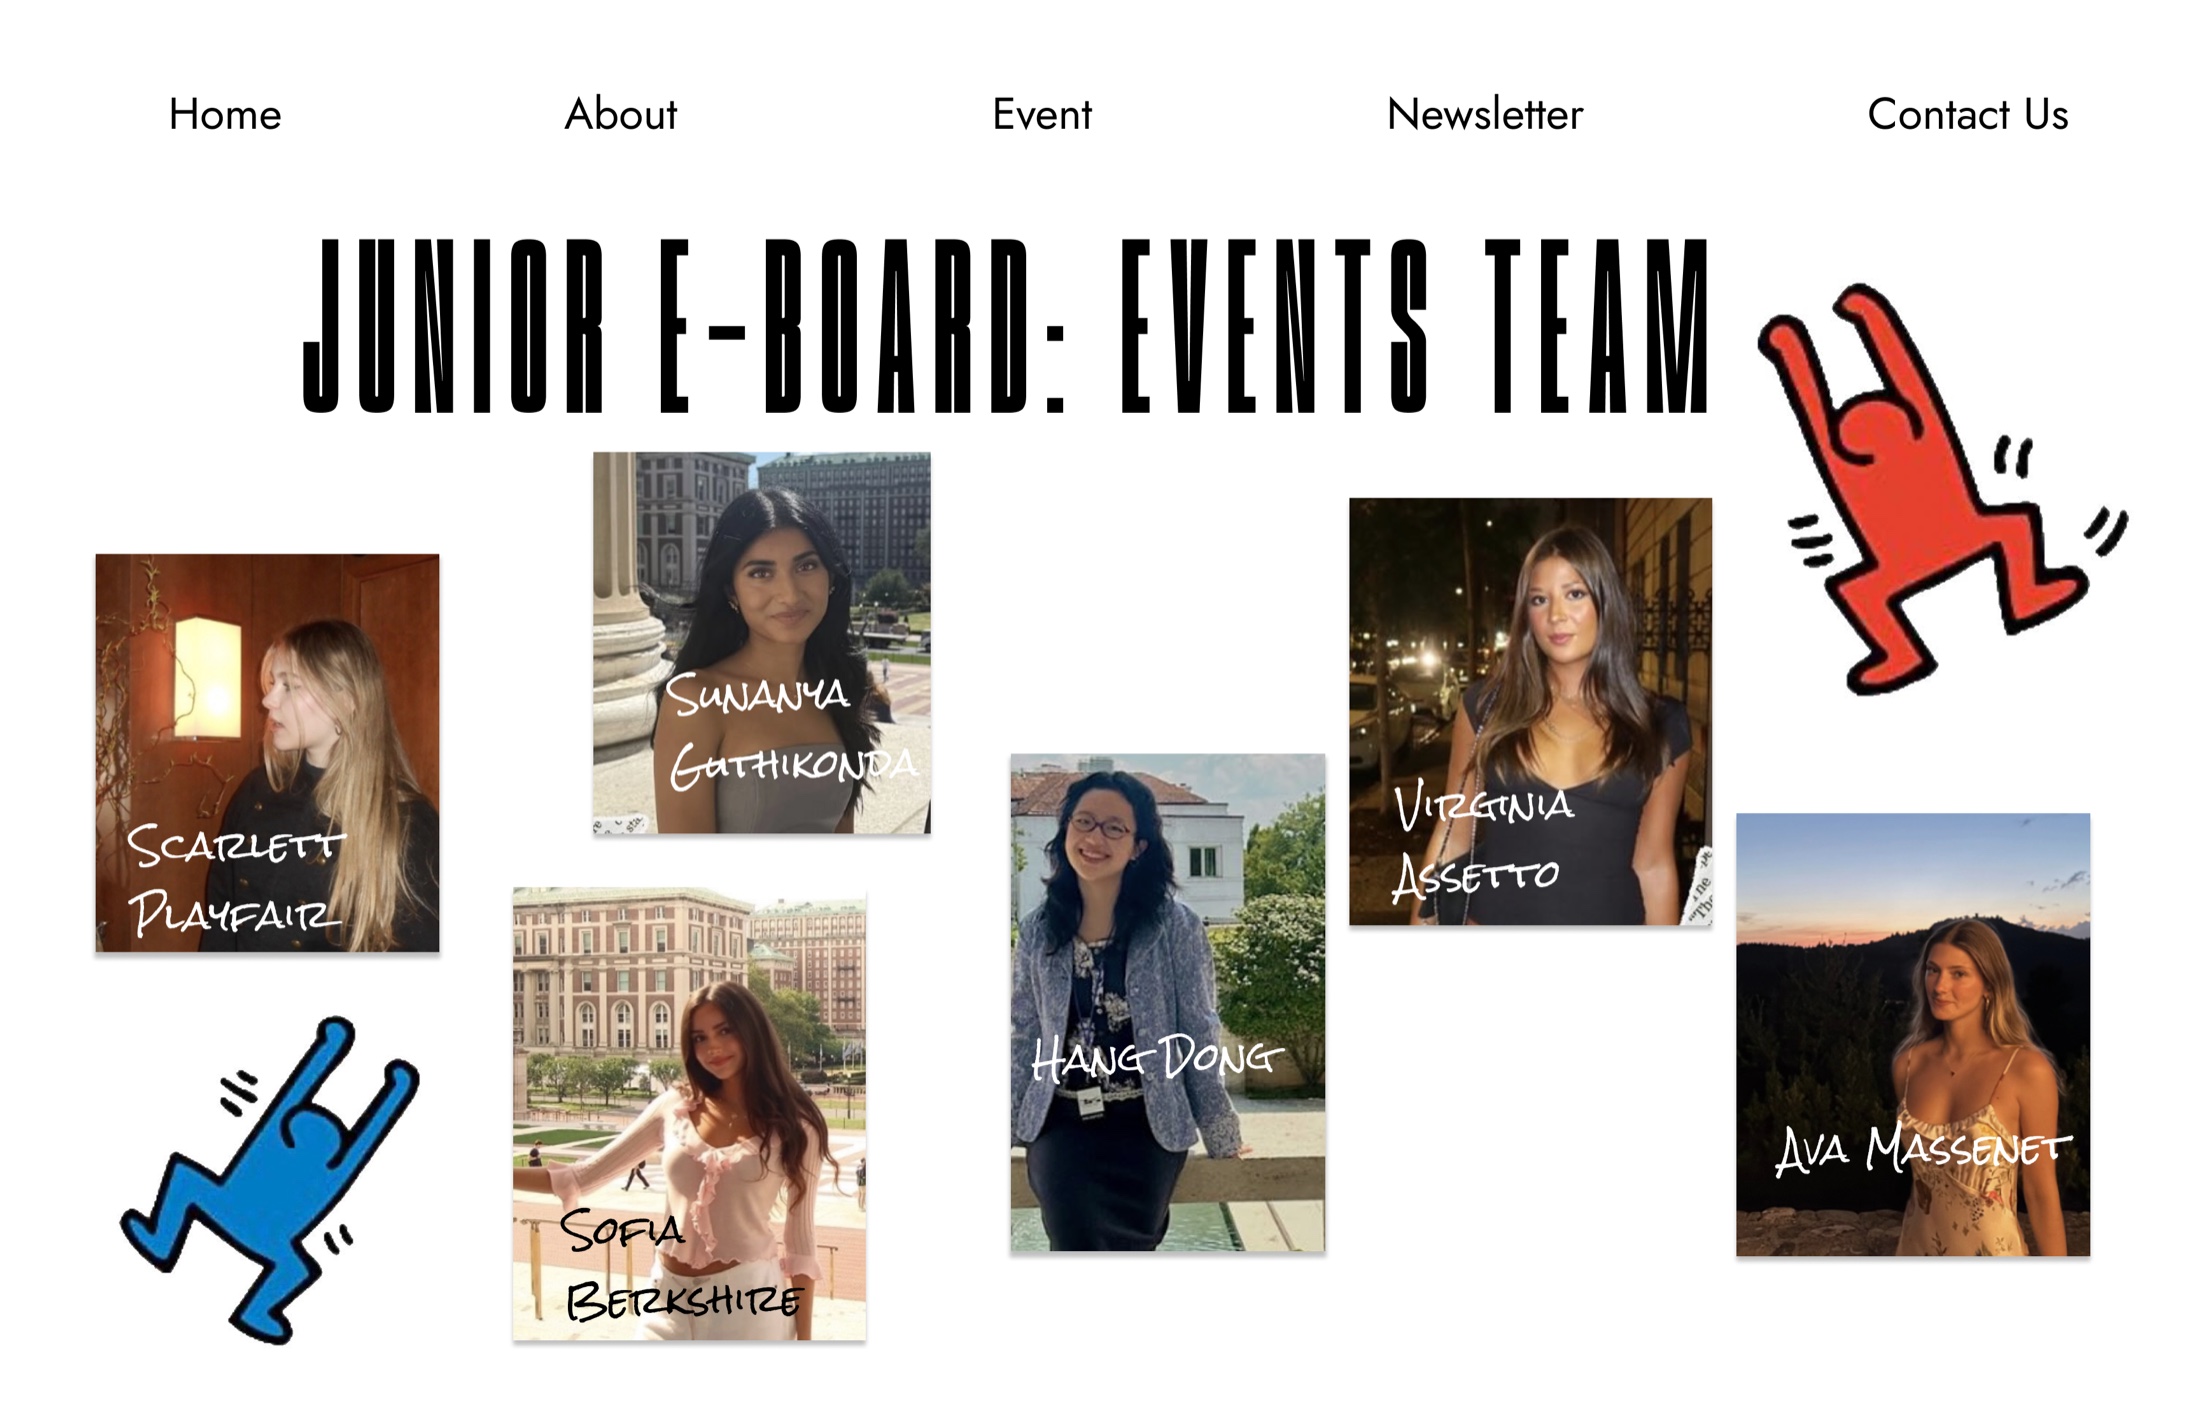 Home About Event Newsletter Contact Us
JUNIOR E-BOARD: EVENTS TEAM
SCARLETT
PLAYFAIR
SUNANYA
GUTHIKONDA
SOFIA
BERKSHIRE
HANG DONG
VIRGINIA
ASSETTO
AVA MASSENET